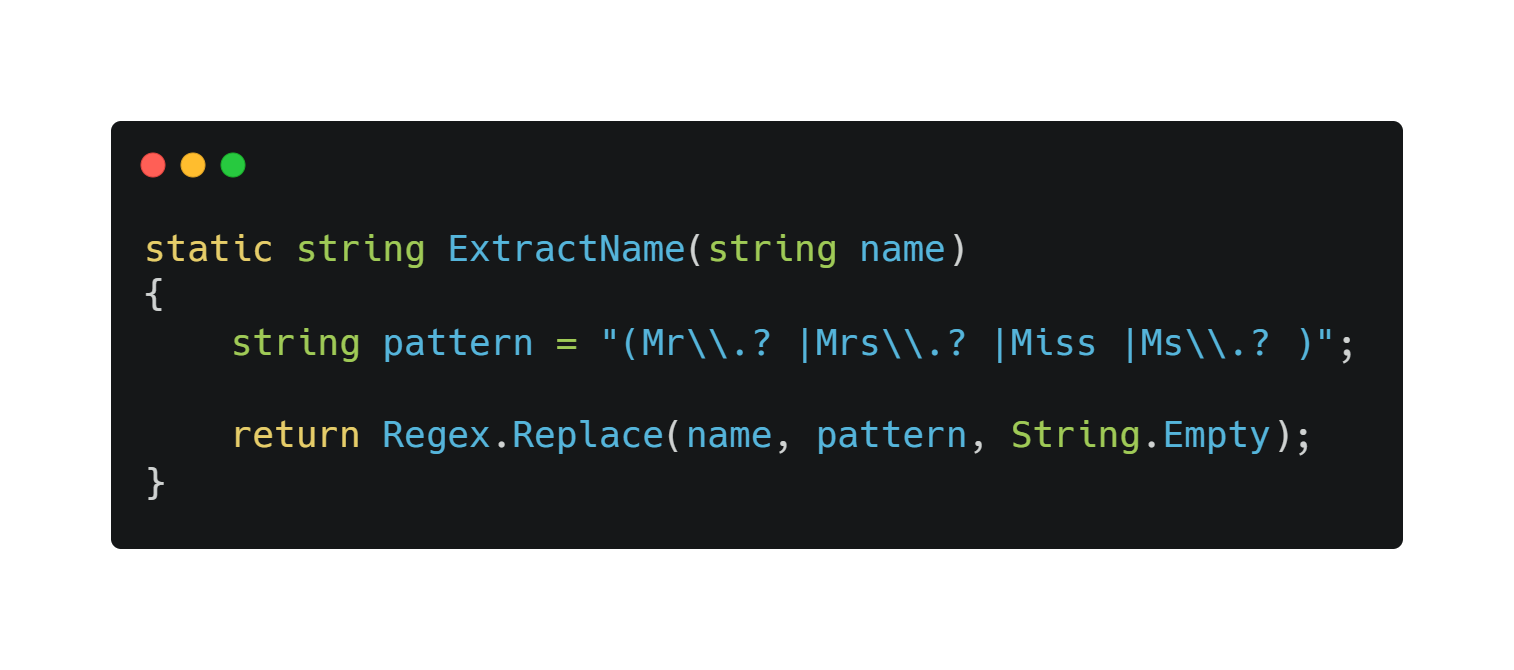 static string ExtractName(string name)
{
    string pattern = "(Mr\\.? |Mrs\\.? |Miss |Ms\\.? )";

    return Regex.Replace(name, pattern, String.Empty);
}